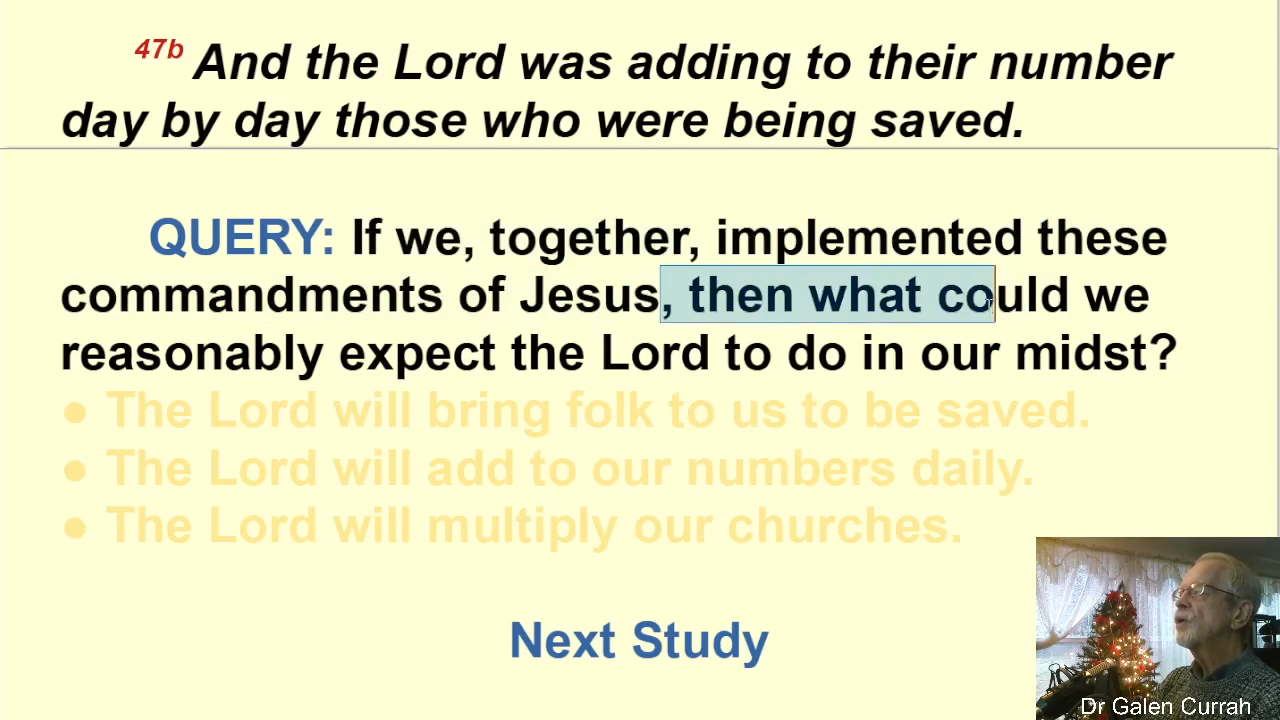 47b And the Lord was adding to their number
day by day those who were being saved.
QUERY: If we, together, implemented these
commandments of Jesus, then what could we
reasonably expect the Lord to do in our midst?
● The Lord will bring folk to us to be saved.
● The Lord will add to our numbers daily.
● The Lord will multiply our churches.
Next Study
Dr Galen Currah